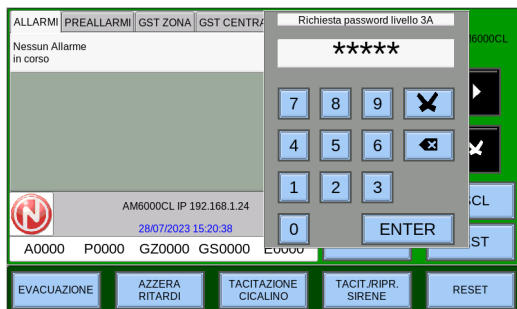 ALLARMI PREALLARMI GST ZONA GST CENTRA
Richiesta password livello 3A
Nessun Allarme
in corso
*****
M6000CL
7 8 9
4 5 6
1 2 3
0 ENTER
AM6000CL IP 192.168.1.24
28/07/2023 15:20:38
N
CL
ST
A0000 P0000 GZ0000 GS0000 E0000
EVACUAZIONE
AZZERA
RITARDI
TACITAZIONE
CICALINO
TACIT./RIPR.
SIRENE
RESET